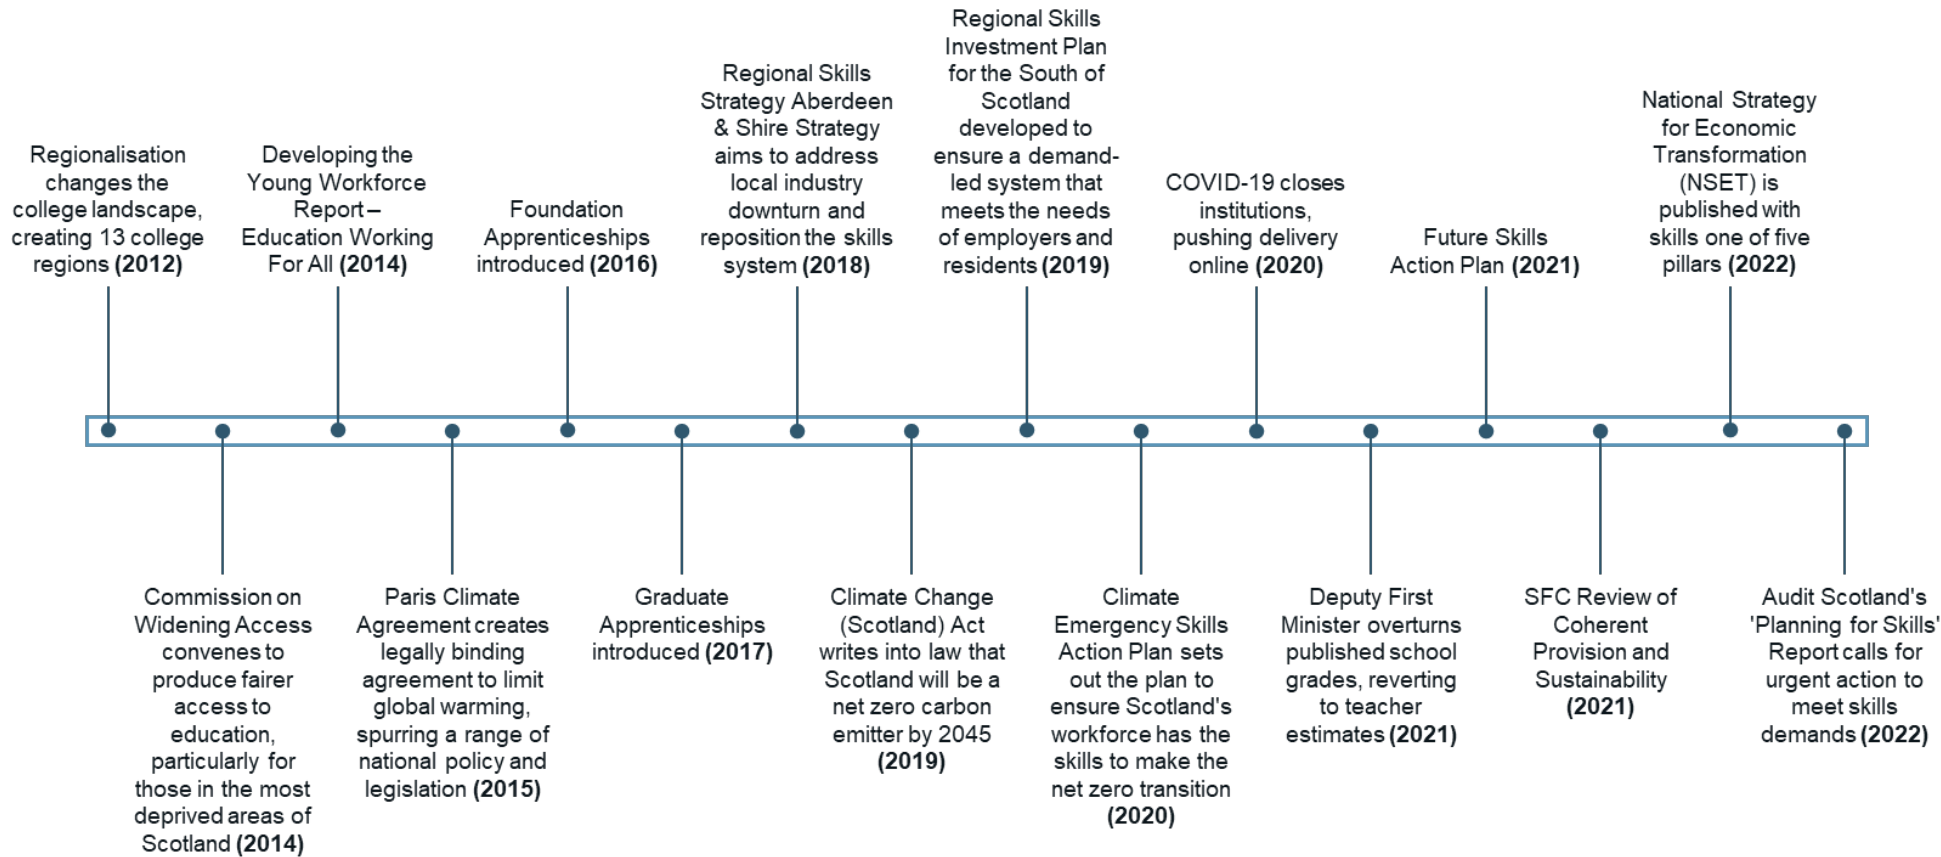 Regionalisation
changes the
college landscape,
creating 13 college
regions (2012)
Commission on
Widening Access
convenes to
produce fairer
access to
education,
particularly for
those in the most
deprived areas of
Scotland (2014)
Developing the
Young Workforce
Report –
Education Working
For All (2014)
Paris Climate
Agreement creates
legally binding
agreement to limit
global warming,
spurring a range of
national policy and
legislation (2015)
Foundation
Apprenticeships
introduced (2016)
Graduate
Apprenticeships
introduced (2017)
Regional Skills
Strategy Aberdeen
& Shire Strategy
aims to address
local industry
downturn and
reposition the skills
system (2018)
Climate Change
(Scotland) Act
writes into law that
Scotland will be a
net zero carbon
emitter by 2045
(2019)
Regional Skills
Investment Plan
for the South of
Scotland
developed to
ensure a demand-
led system that
meets the needs
of employers and
residents (2019)
Climate
Emergency Skills
Action Plan sets
out the plan to
ensure Scotland's
workforce has the
skills to make the
net zero transition
(2020)
COVID-19 closes
institutions,
pushing delivery
online (2020)
Deputy First
Minister overturns
published school
grades, reverting
to teacher
estimates (2021)
Future Skills
Action Plan (2021)
SFC Review of
Coherent
Provision and
Sustainability
(2021)
National Strategy
for Economic
Transformation
(NSET) is
published with
skills one of five
pillars (2022)
Audit Scotland's
'Planning for Skills'
Report calls for
urgent action to
meet skills
demands (2022)